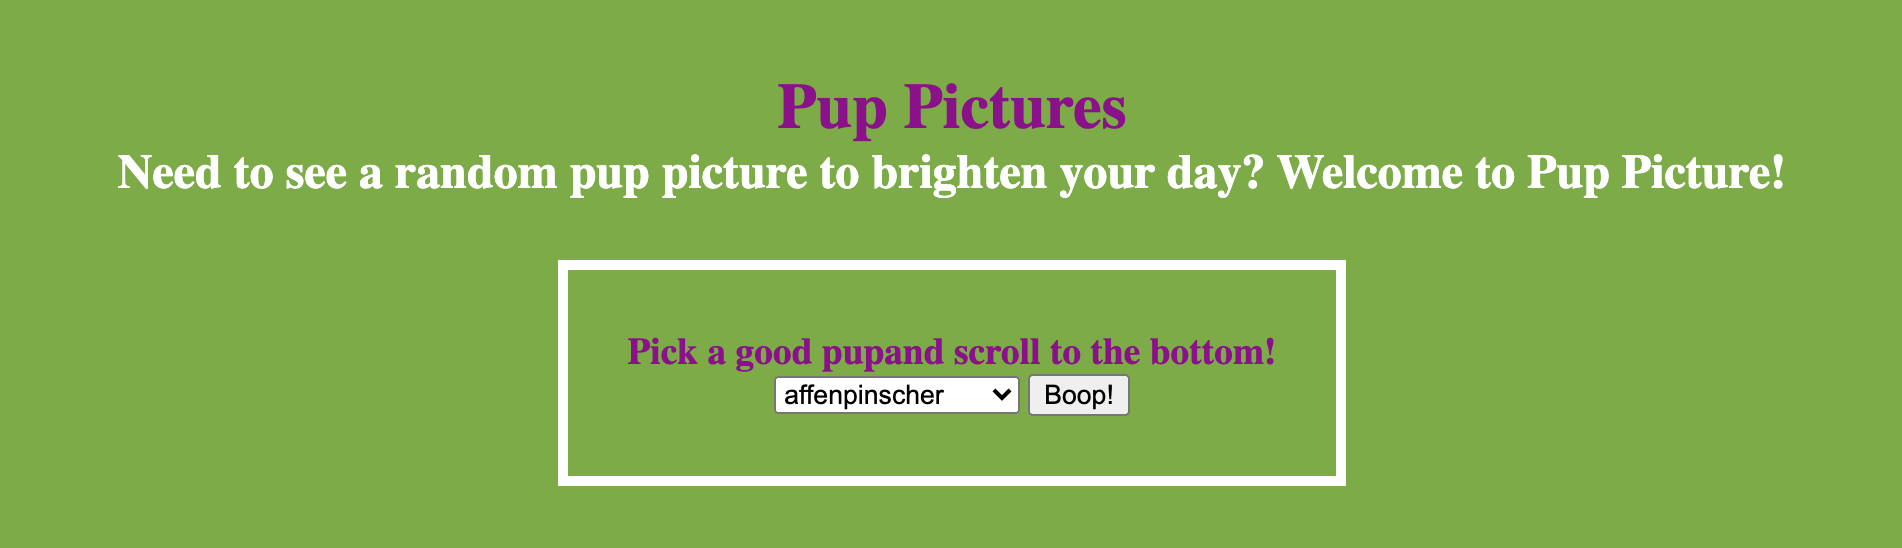 Pup Pictures
Need to see a random pup picture to brighten your day? Welcome to Pup Picture!
Pick a good pupand scroll to the bottom!
affenpinscher Boop!